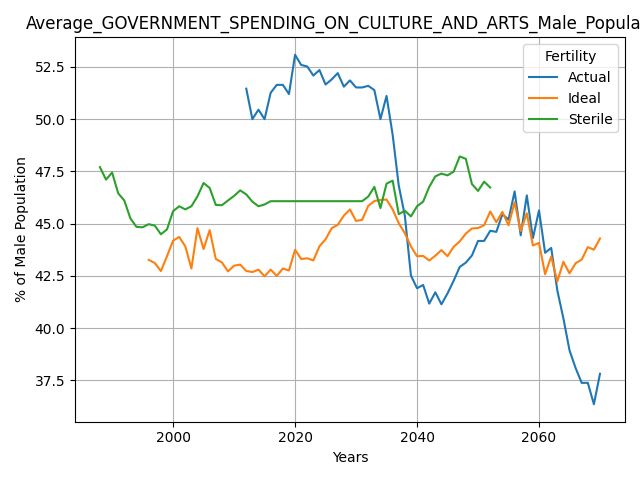 Average_GOVERNMENT_SPENDING_ON_CULTURE_AND_ARTS_Male_Popula
Fertility
Actual
Ideal
Sterile
% of Male Population
52.5
50.0
47.5
45.0
42.5
40.0
37.5
2000 2020 2040 2060
Years